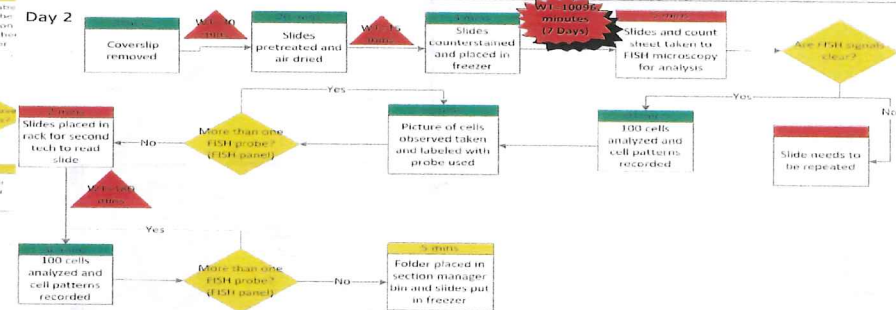 Day 2
Coverslip
removed
Slides
pretreated and
air dried
Slides
counterstained
and placed in
freezer
WT- 10096
minutes
(7 Days)
Slides and count
sheet taken to
FISH microscopy
for analysis
Are FISH signals
clear?
Yes
No
Slide needs to
be repeated
100 cells
analyzed and
cell patterns
recorded
Picture of cells
observed taken
and labeled with
probe used
Yes
More than one
FISH probe?
(FISH panel)
No
Slides placed in
rack for second
tech to read
slide
Yes
100 cells
analyzed and
cell patterns
recorded
More than one
FISH probe?
(FISH panel)
No
5 mins
Folder placed in
section manager
bin and slides put
in freezer